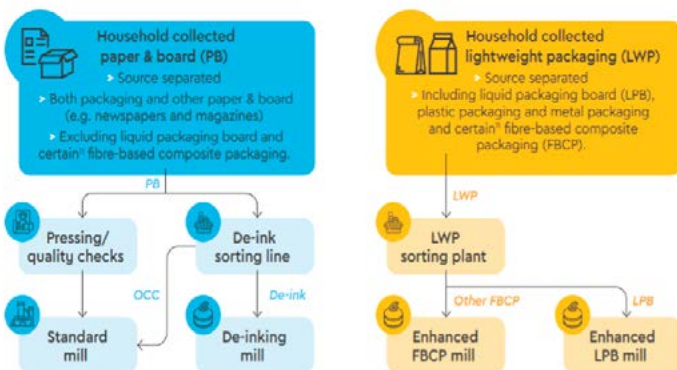 Household collected
paper & board (PB)
> Source separated
> Both packaging and other paper & board
(e.g. newspapers and magazines)
> Excluding liquid packaging board and
certain¹⁾ fibre-based composite packaging.
PB
Pressing/
quality checks
De-ink
sorting line
OCC
De-ink
Standard
mill
De-inking
mill
Household collected
lightweight packaging (LWP)
> Source separated
> Including liquid packaging board (LPB),
plastic packaging and metal packaging
and certain¹⁾ fibre-based composite
packaging (FBCP).
LWP
LWP
sorting plant
Other FBCP
LPB
Enhanced
FBCP mill
Enhanced
LPB mill